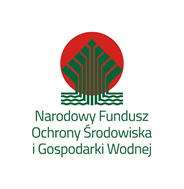 Narodowy Fundusz
Ochrony Środowiska
i Gospodarki Wodnej